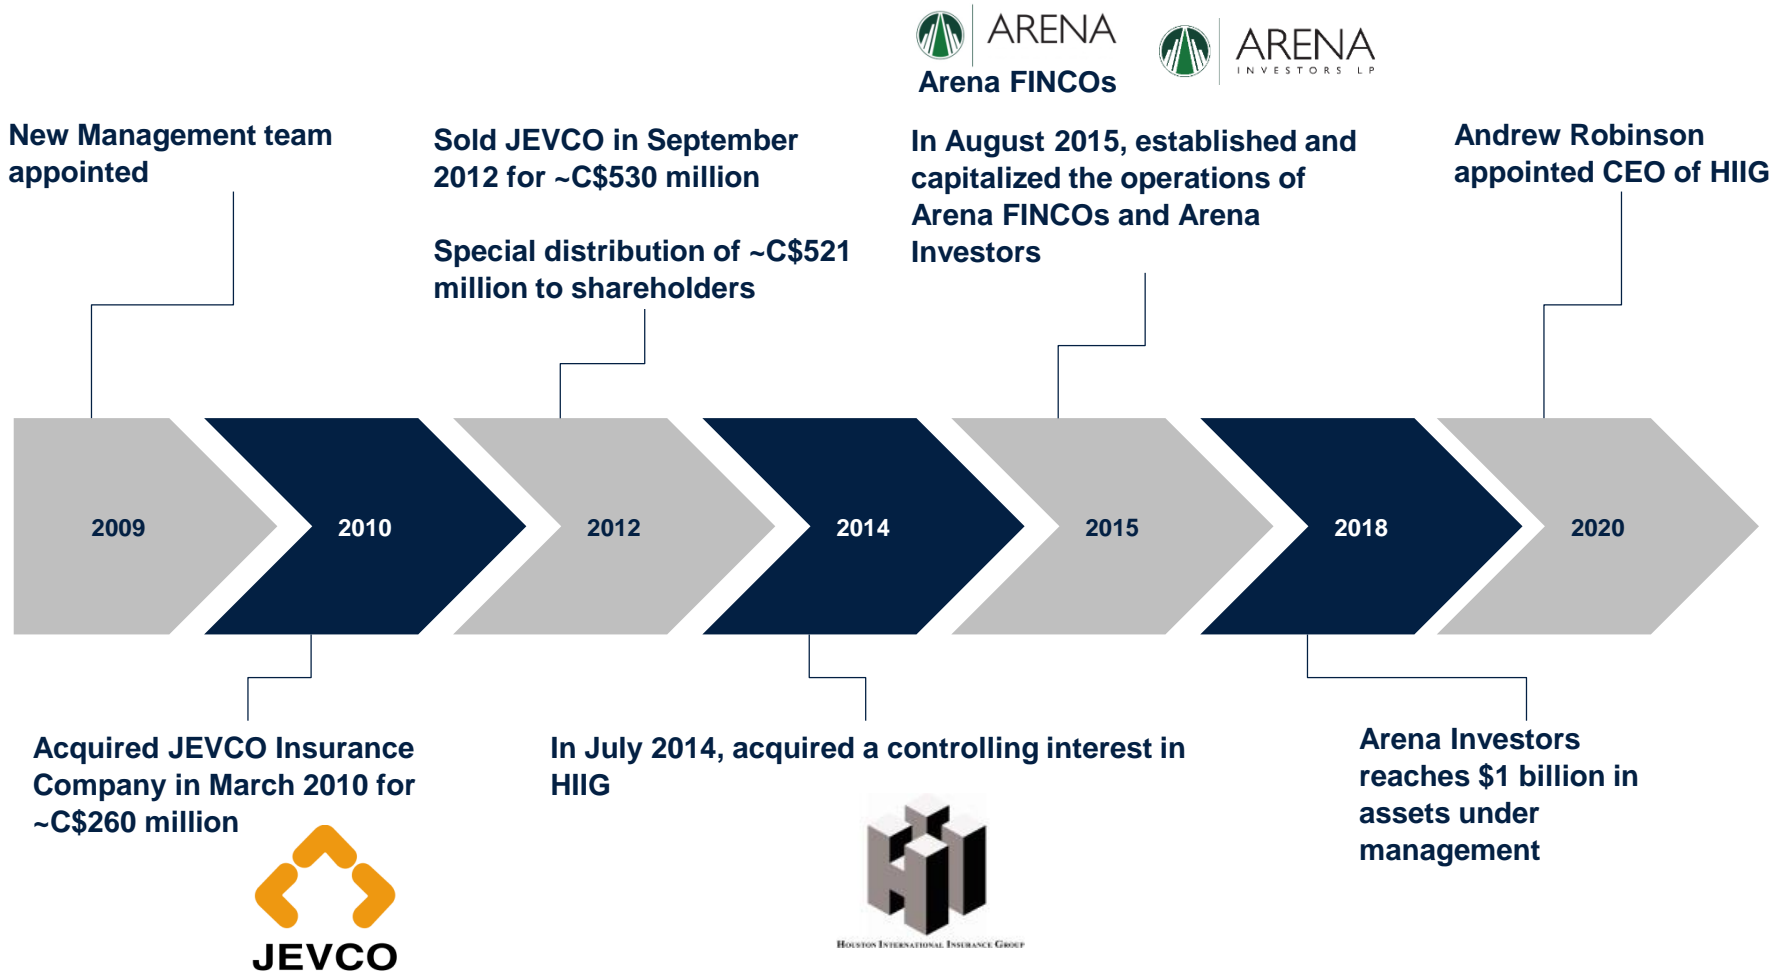 ARENA
Arena FINCOs
ARENA
INVESTORS LP
New Management team
appointed
Sold JEVCO in September
2012 for ~C$530 million
Special distribution of ~C$521
million to shareholders
In August 2015, established and
capitalized the operations of
Arena FINCOs and Arena
Investors
Andrew Robinson
appointed CEO of HIIG
2009
2010
2012
2014
2015
2018
2020
Acquired JEVCO Insurance
Company in March 2010 for
~C$260 million
JEVCO
In July 2014, acquired a controlling interest in
HIIG
HOUSTON INTERNATIONAL INSURANCE GROUP
Arena Investors
reaches $1 billion in
assets under
management